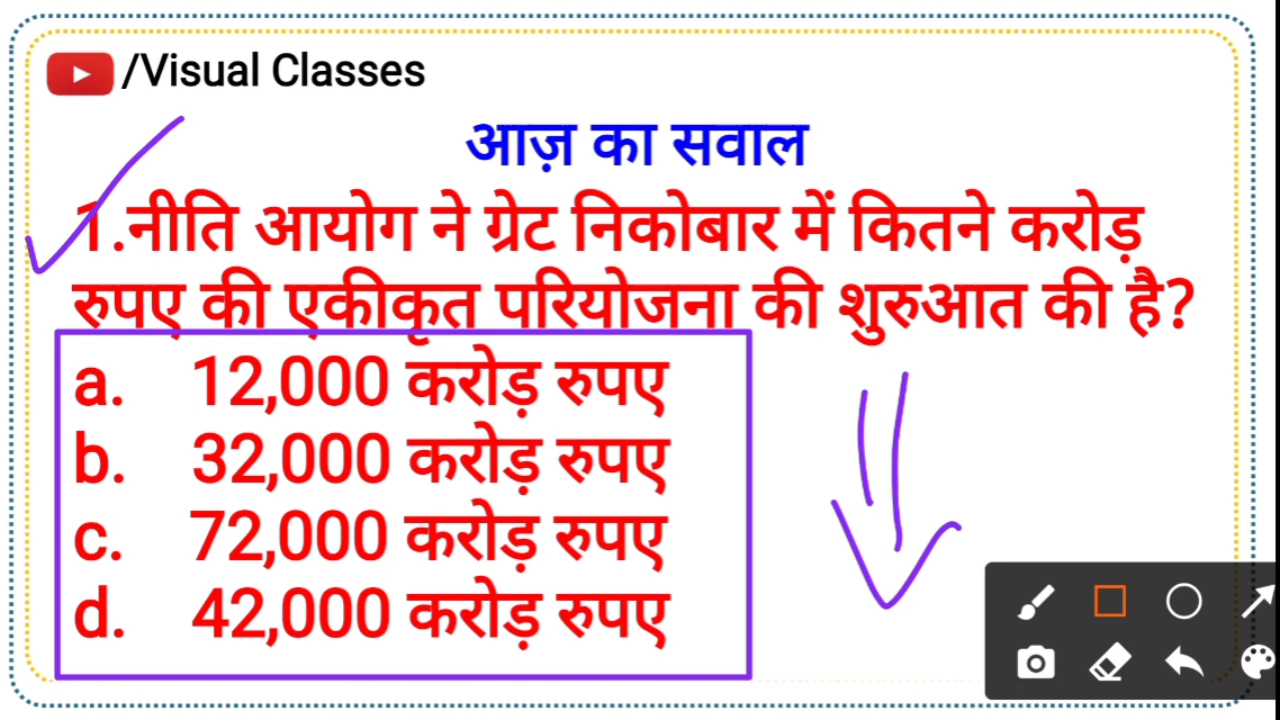 /Visual Classes
आज़ का सवाल
1.नीति आयोग ने ग्रेट निकोबार में कितने करोड़
रुपए की एकीकृत परियोजना की शुरुआत की है?
a. 12,000 करोड़ रुपए
b. 32,000 करोड़ रुपए
c. 72,000 करोड़ रुपए
d. 42,000 करोड़ रुपए